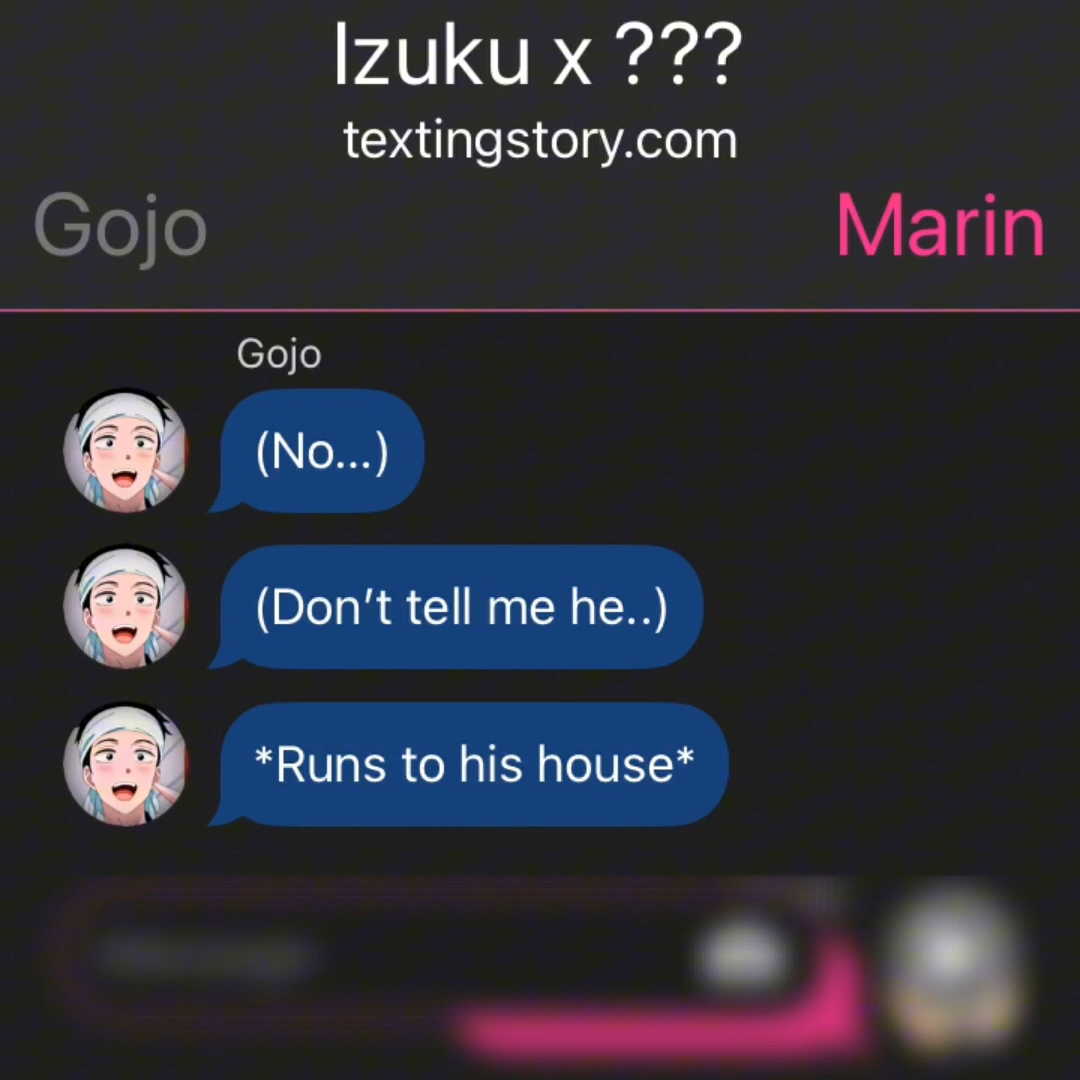 Izuku x ???
textingstory.com
Gojo
Marin
Gojo
(No...)
(Don’t tell me he..)
*Runs to his house*